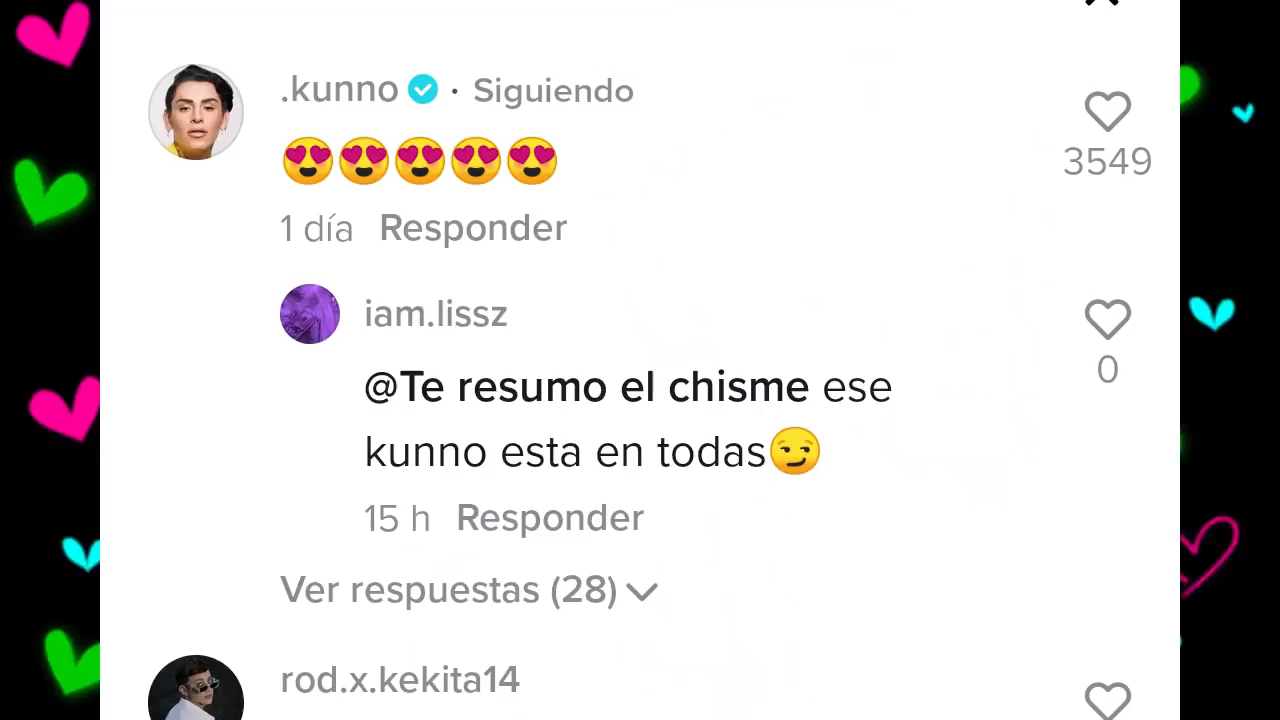 .kunno · Siguiendo
😍😍😍😍😍
3549
1 día Responder
iam.lissz
@Te resumo el chisme ese
kunno esta en todas😏
0
15 h Responder
Ver respuestas (28)
rod.x.kekita14